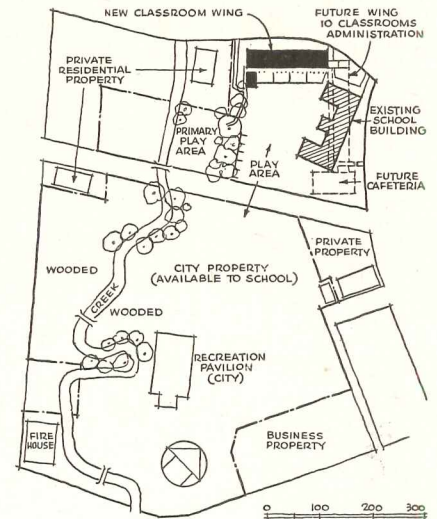 NEW CLASSROOM WING
FUTURE WING
10 CLASSROOMS
ADMINISTRATION
PRIVATE
RESIDENTIAL
PROPERTY
PRIMARY
PLAY
AREA
EXISTING
SCHOOL
BUILDING
PLAY
AREA
FUTURE
CAFETERIA
PRIVATE
PROPERTY
WOODED
CITY PROPERTY
(AVAILABLE TO SCHOOL)
CREEK
WOODED
RECREATION
PAVILION
(CITY)
FIRE
HOUSE
BUSINESS
PROPERTY
0 100 200 300